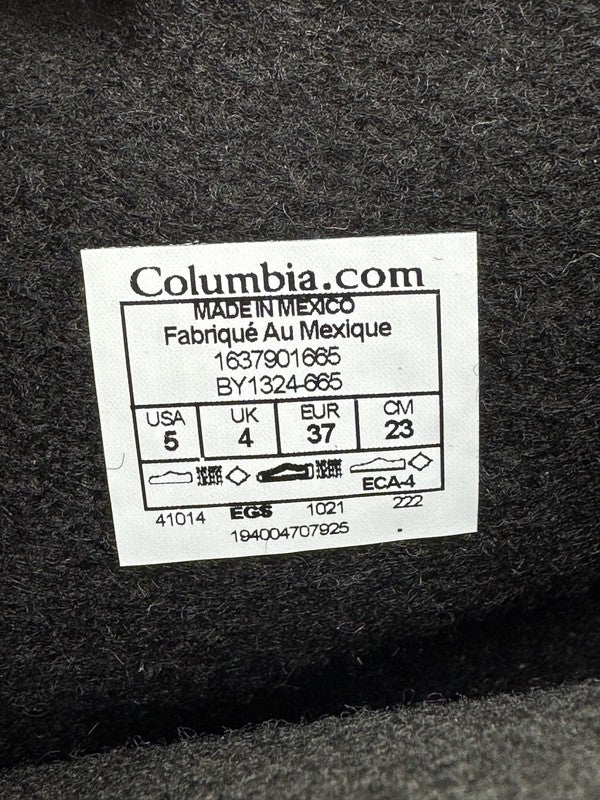 Columbia.com
MADE IN MEXICO
Fabriqué Au Mexique
1637901665
BY1324-665
USA UK EUR CM
5 4 37 23
ECA-4
41014 EGS 1021 222
194004707925